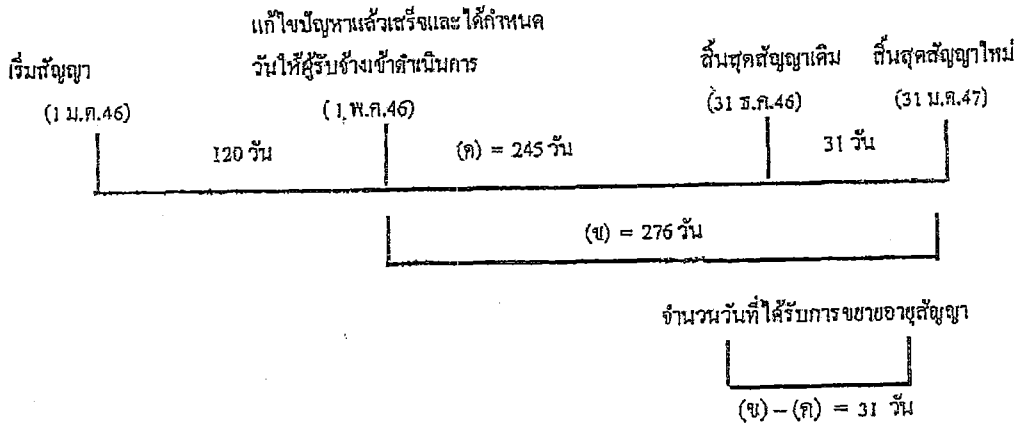 แก้ไขปัญหาแล้วเสร็จและได้กำหนด
วันให้ผู้รับจ้างเข้าดำเนินการ
เริ่มสัญญา
สิ้นสุดสัญญาเดิม
สิ้นสุดสัญญาใหม่
(1 ม.ค.46)
(1 พ.ค.46)
(31 ธ.ค.46)
(31 ม.ค.47)
120 วัน
(ค) = 245 วัน
31 วัน
(ข) = 276 วัน
จำนวนวันที่ได้รับการขยายอายุสัญญา
(ข) – (ค) = 31 วัน